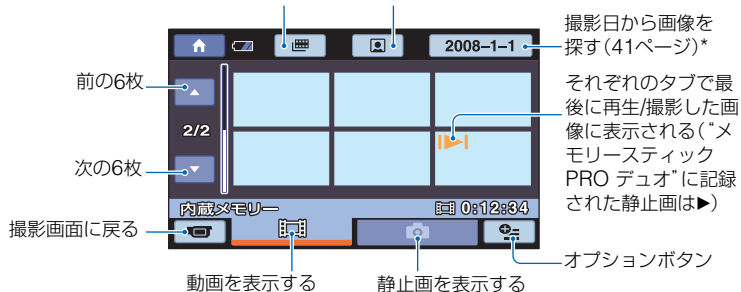 撮影日から画像を
探す(41ページ)*
2008–1–1
前の6枚
それぞれのタブで最
後に再生/撮影した画
像に表示される(“メ
モリースティック
PRO デュオ”に記録
された静止画は▶)
2/2
次の6枚
内蔵メモリー
0:12:34
撮影画面に戻る
オプションボタン
動画を表示する
静止画を表示する